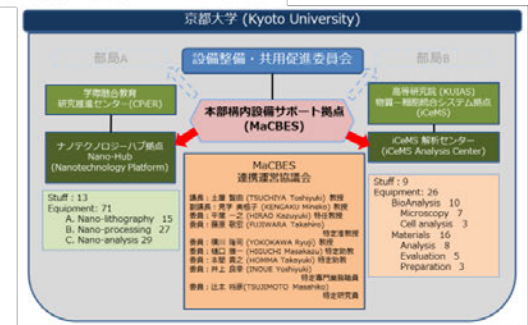 京都大学 (Kyoto University)
部局A
設備整備・共用促進委員会
部局B
学際融合教育
研究推進センター(CPiER)
本部構内設備サポート拠点
(MaCBES)
高等研究院 (KUIAS)
物質－細胞統合システム拠点
(iCeMS)
ナノテクノロジーハブ拠点
Nano-Hub
(Nanotechnology Platform)
iCeMS 解析センター
(iCeMS Analysis Center)
Stuff : 13
Equipment: 71
A. Nano-lithography 15
B. Nano-processing 27
C. Nano-analysis 29
MaCBES
連携運営協議会
議長：土屋 智由 (TSUCHIYA Toshiyuki) 教授
副議長：見学 美根子 (KENGAKU Mineko) 教授
委員：平尾 一之 (HIRAO Kazuyuki) 特任教授
委員：藤原 敬宏 (FUJIWARA Takahiro)
特定准教授
委員：横川 隆司 (YOKOKAWA Ryuji) 教授
委員：樋口 雅一 (HIGUCHI Masakazu) 特定助教
委員：本間 貴之 (HOMMA Takayuki) 特定助教
委員：井上 良幸 (INOUE Yoshiyuki)
特定専門業務職員
委員：辻本 将彦(TSUJIMOTO Masahiko)
特定研究員
Stuff : 9
Equipment: 26
BioAnalysis 10
Microscopy 7
Cell analysis 3
Materials 16
Analysis 8
Evaluation 5
Preparation 3